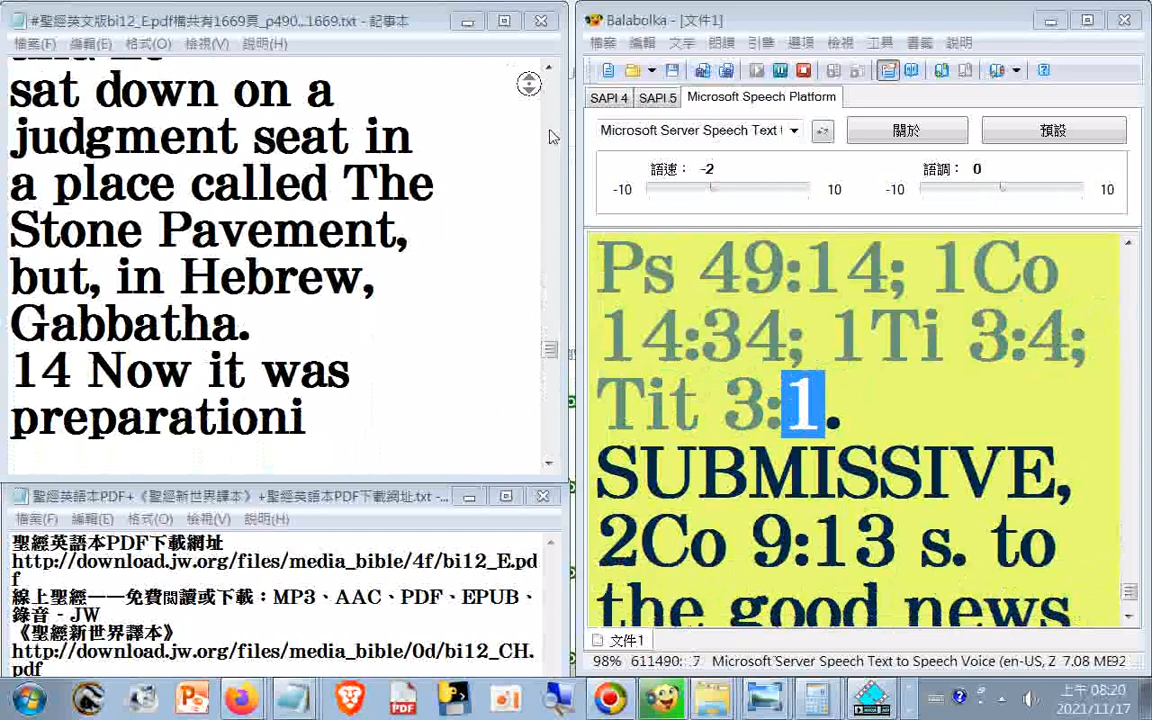 #聖經英文版bi12_E.pdf檔共有1669頁_p490...1669.txt - 記事本
檔案(F) 編輯(E) 格式(O) 檢視(V) 說明(H)
sat down on a
judgment seat in
a place called The
Stone Pavement,
but, in Hebrew,
Gabbatha.
14 Now it was
preparationi
聖經英語本PDF+《聖經新世界譯本》+聖經英語本PDF下載網址.txt - ...
檔案(F) 編輯(E) 格式(O) 檢視(V) 說明(H)
聖經英語本PDF下載網址
http://download.jw.org/files/media_bible/4f/bi12_E.pd
f
線上聖經──免費閱讀或下載：MP3、AAC、PDF、EPUB、
錄音 - JW
《聖經新世界譯本》
http://download.jw.org/files/media_bible/0d/bi12_CH.
pdf
Balabolka - [文件1]
檔案 編輯 文字 朗讀 引擎 選項 檢視 工具 書籤 說明
SAPI 4 SAPI 5 Microsoft Speech Platform
Microsoft Server Speech Text 關於 預設
語速： -2 語調： 0
-10 10 -10 10
Ps 49:14; 1Co
14:34; 1Ti 3:4;
Tit 3:1.
SUBMISSIVE,
2Co 9:13 s. to
the good news
文件1
98% Microsoft Server Speech Text to Speech Voice (en-US, Z
上午 08:20
2021/11/17